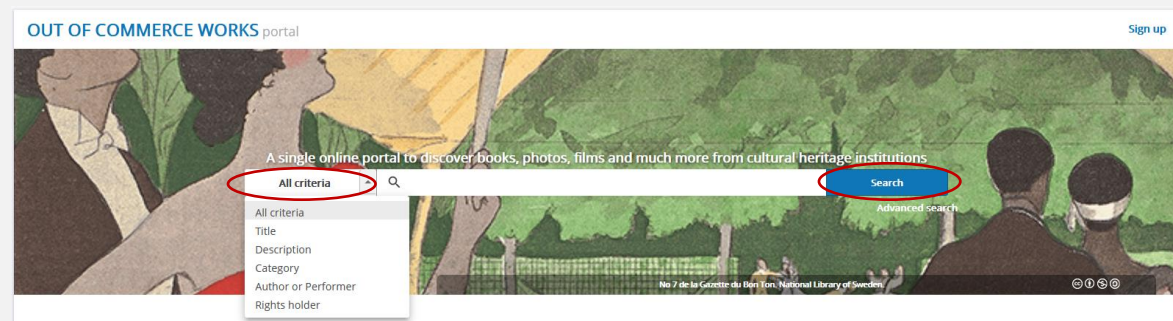 OUT OF COMMERCE WORKS portal
Sign up
A single online portal to discover books, photos, films and much more from cultural heritage institutions
All criteria
Search
Advanced search
All criteria
Title
Description
Category
Author or Performer
Rights holder
No 7 de la Gazette du Bon Ton. National Library of Sweden.